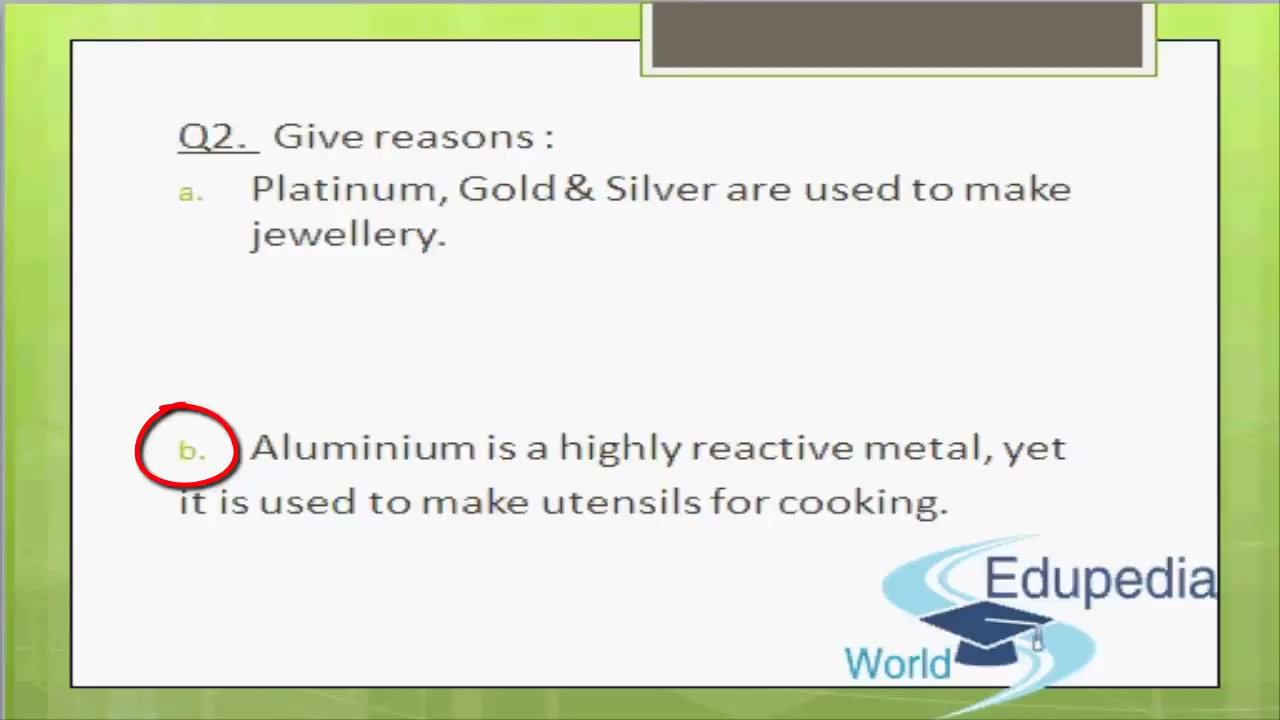 Q2. Give reasons :
a. Platinum, Gold & Silver are used to make
jewellery.
b. Aluminium is a highly reactive metal, yet
it is used to make utensils for cooking.
Edupedia
World